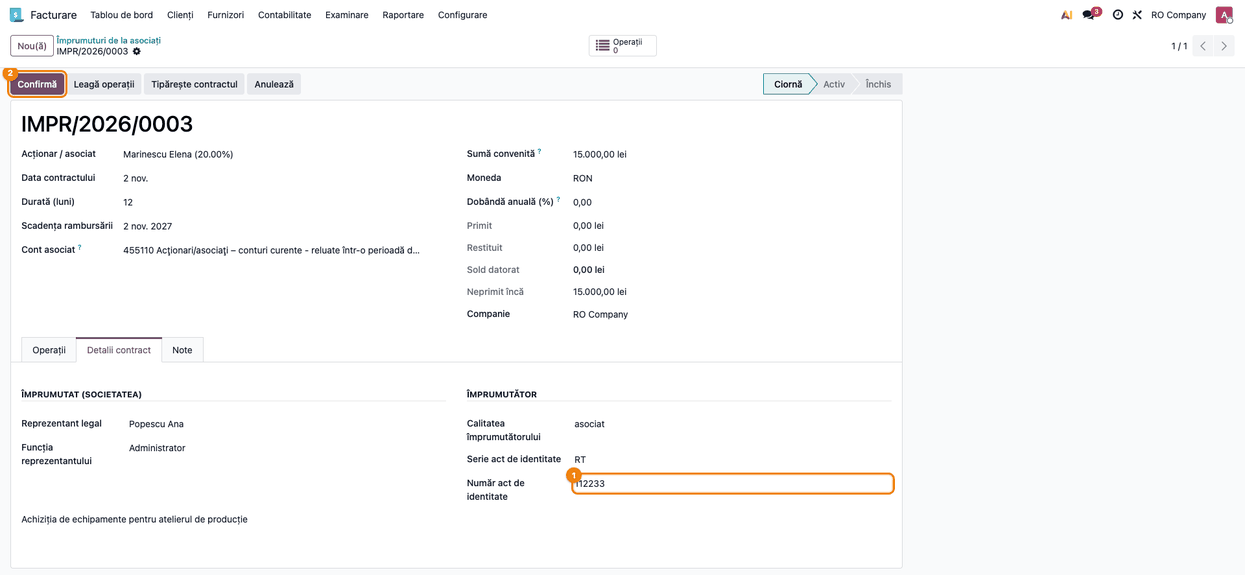 Facturare Tablou de bord Clienți Furnizori Contabilitate Examinare Raportare Configurare
AI 3 RO Company A
Nou(ă) Împrumuturi de la asociați
IMPR/2026/0003
Operații
0
1 / 1
2
Confirmă Leagă operații Tipărește contractul Anulează Ciornă Activ Închis
IMPR/2026/0003
Acționar / asociat Marinescu Elena (20.00%) Sumă convenită ? 15.000,00 lei
Data contractului 2 nov. Moneda RON
Durată (luni) 12 Dobândă anuală (%) ? 0,00
Scadența rambursării 2 nov. 2027 Primit 0,00 lei
Cont asociat ? 455110 Acţionari/asociaţi – conturi curente - reluate într-o perioadă d... Restituit 0,00 lei
Sold datorat 0,00 lei
Neprimit încă 15.000,00 lei
Companie RO Company
Operații Detalii contract Note
ÎMPRUMUTAT (SOCIETATEA) ÎMPRUMUTĂTOR
Reprezentant legal Popescu Ana Calitatea împrumutătorului asociat
Funcția reprezentantului Administrator
Serie act de identitate RT
1
Număr act de identitate 112233
Achiziția de echipamente pentru atelierul de producție